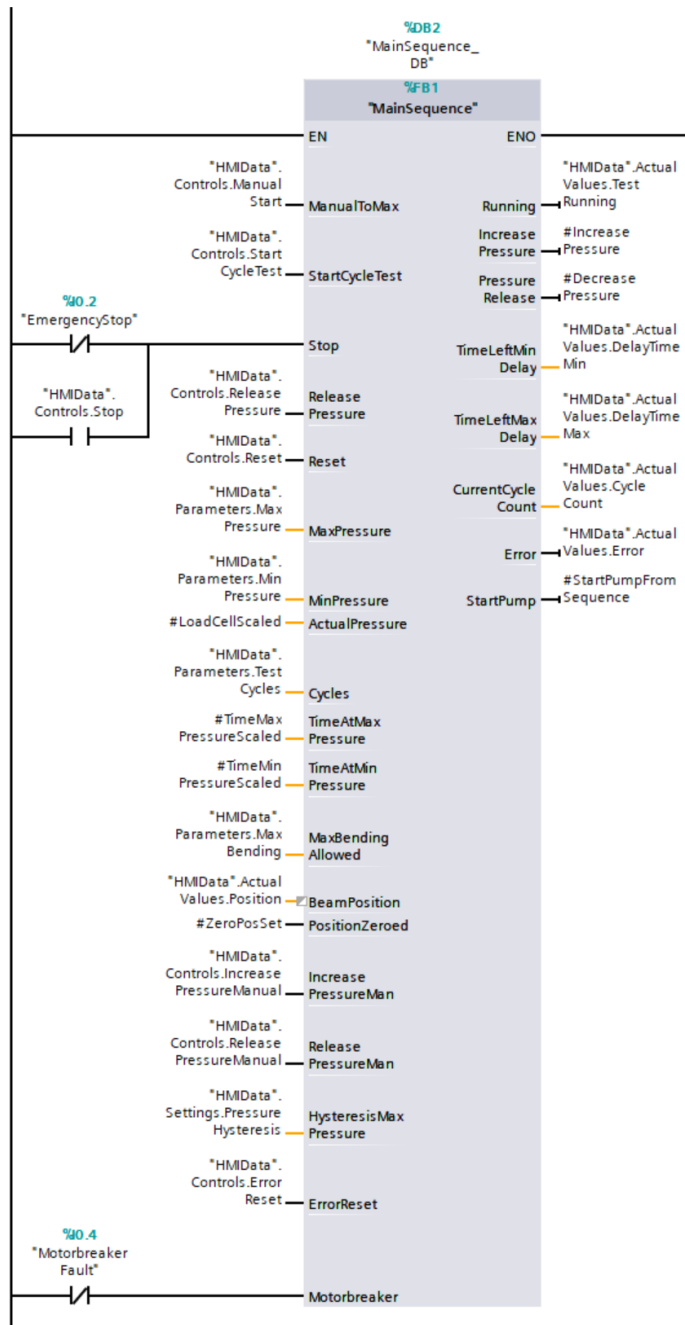 %DB2
"MainSequence_
DB"
%FB1
"MainSequence"
EN
ENO
"HMIData".
Controls.Manual
Start
ManualToMax
Running
"HMIData".Actual
Values.Test
Running
Increase
Pressure
#Increase
Pressure
"HMIData".
Controls.Start
CycleTest
StartCycleTest
Pressure
Release
#Decrease
Pressure
%I0.2
"EmergencyStop"
Stop
TimeLeftMin
Delay
"HMIData".Actual
Values.DelayTime
Min
"HMIData".
Controls.Stop
"HMIData".
Controls.Release
Pressure
Release
Pressure
TimeLeftMax
Delay
"HMIData".Actual
Values.DelayTime
Max
"HMIData".
Controls.Reset
Reset
CurrentCycle
Count
"HMIData".Actual
Values.Cycle
Count
"HMIData".
Parameters.Max
Pressure
MaxPressure
Error
"HMIData".Actual
Values.Error
"HMIData".
Parameters.Min
Pressure
MinPressure
StartPump
#StartPumpFrom
Sequence
#LoadCellScaled
ActualPressure
"HMIData".
Parameters.Test
Cycles
Cycles
#TimeMax
PressureScaled
TimeAtMax
Pressure
#TimeMin
PressureScaled
TimeAtMin
Pressure
"HMIData".
Parameters.Max
Bending
MaxBending
Allowed
"HMIData".Actual
Values.Position
BeamPosition
#ZeroPosSet
PositionZeroed
"HMIData".
Controls.Increase
PressureManual
Increase
PressureMan
"HMIData".
Controls.Release
PressureManual
Release
PressureMan
"HMIData".
Settings.Pressure
Hysteresis
HysteresisMax
Pressure
"HMIData".
Controls.Error
Reset
ErrorReset
%I0.4
"Motorbreaker
Fault"
Motorbreaker